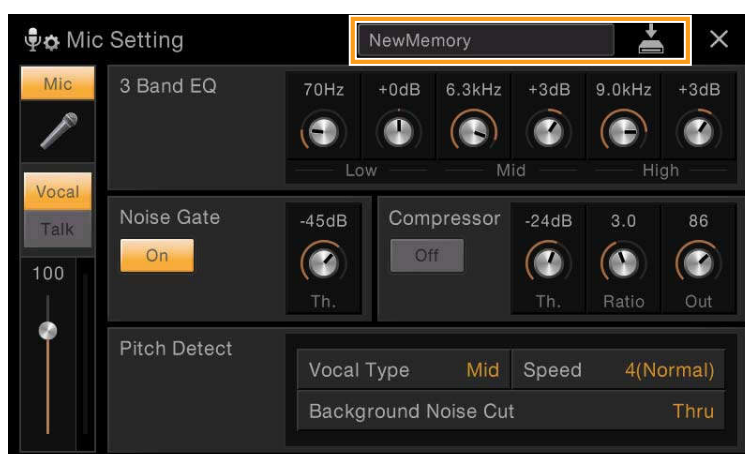 Mic Setting
NewMemory
Mic
Vocal
Talk
100
3 Band EQ
70Hz +0dB 6.3kHz +3dB 9.0kHz +3dB
Low Mid High
Noise Gate
On
-45dB
Th.
Compressor
Off
-24dB 3.0 86
Th. Ratio Out
Pitch Detect
Vocal Type Mid Speed 4(Normal)
Background Noise Cut Thru